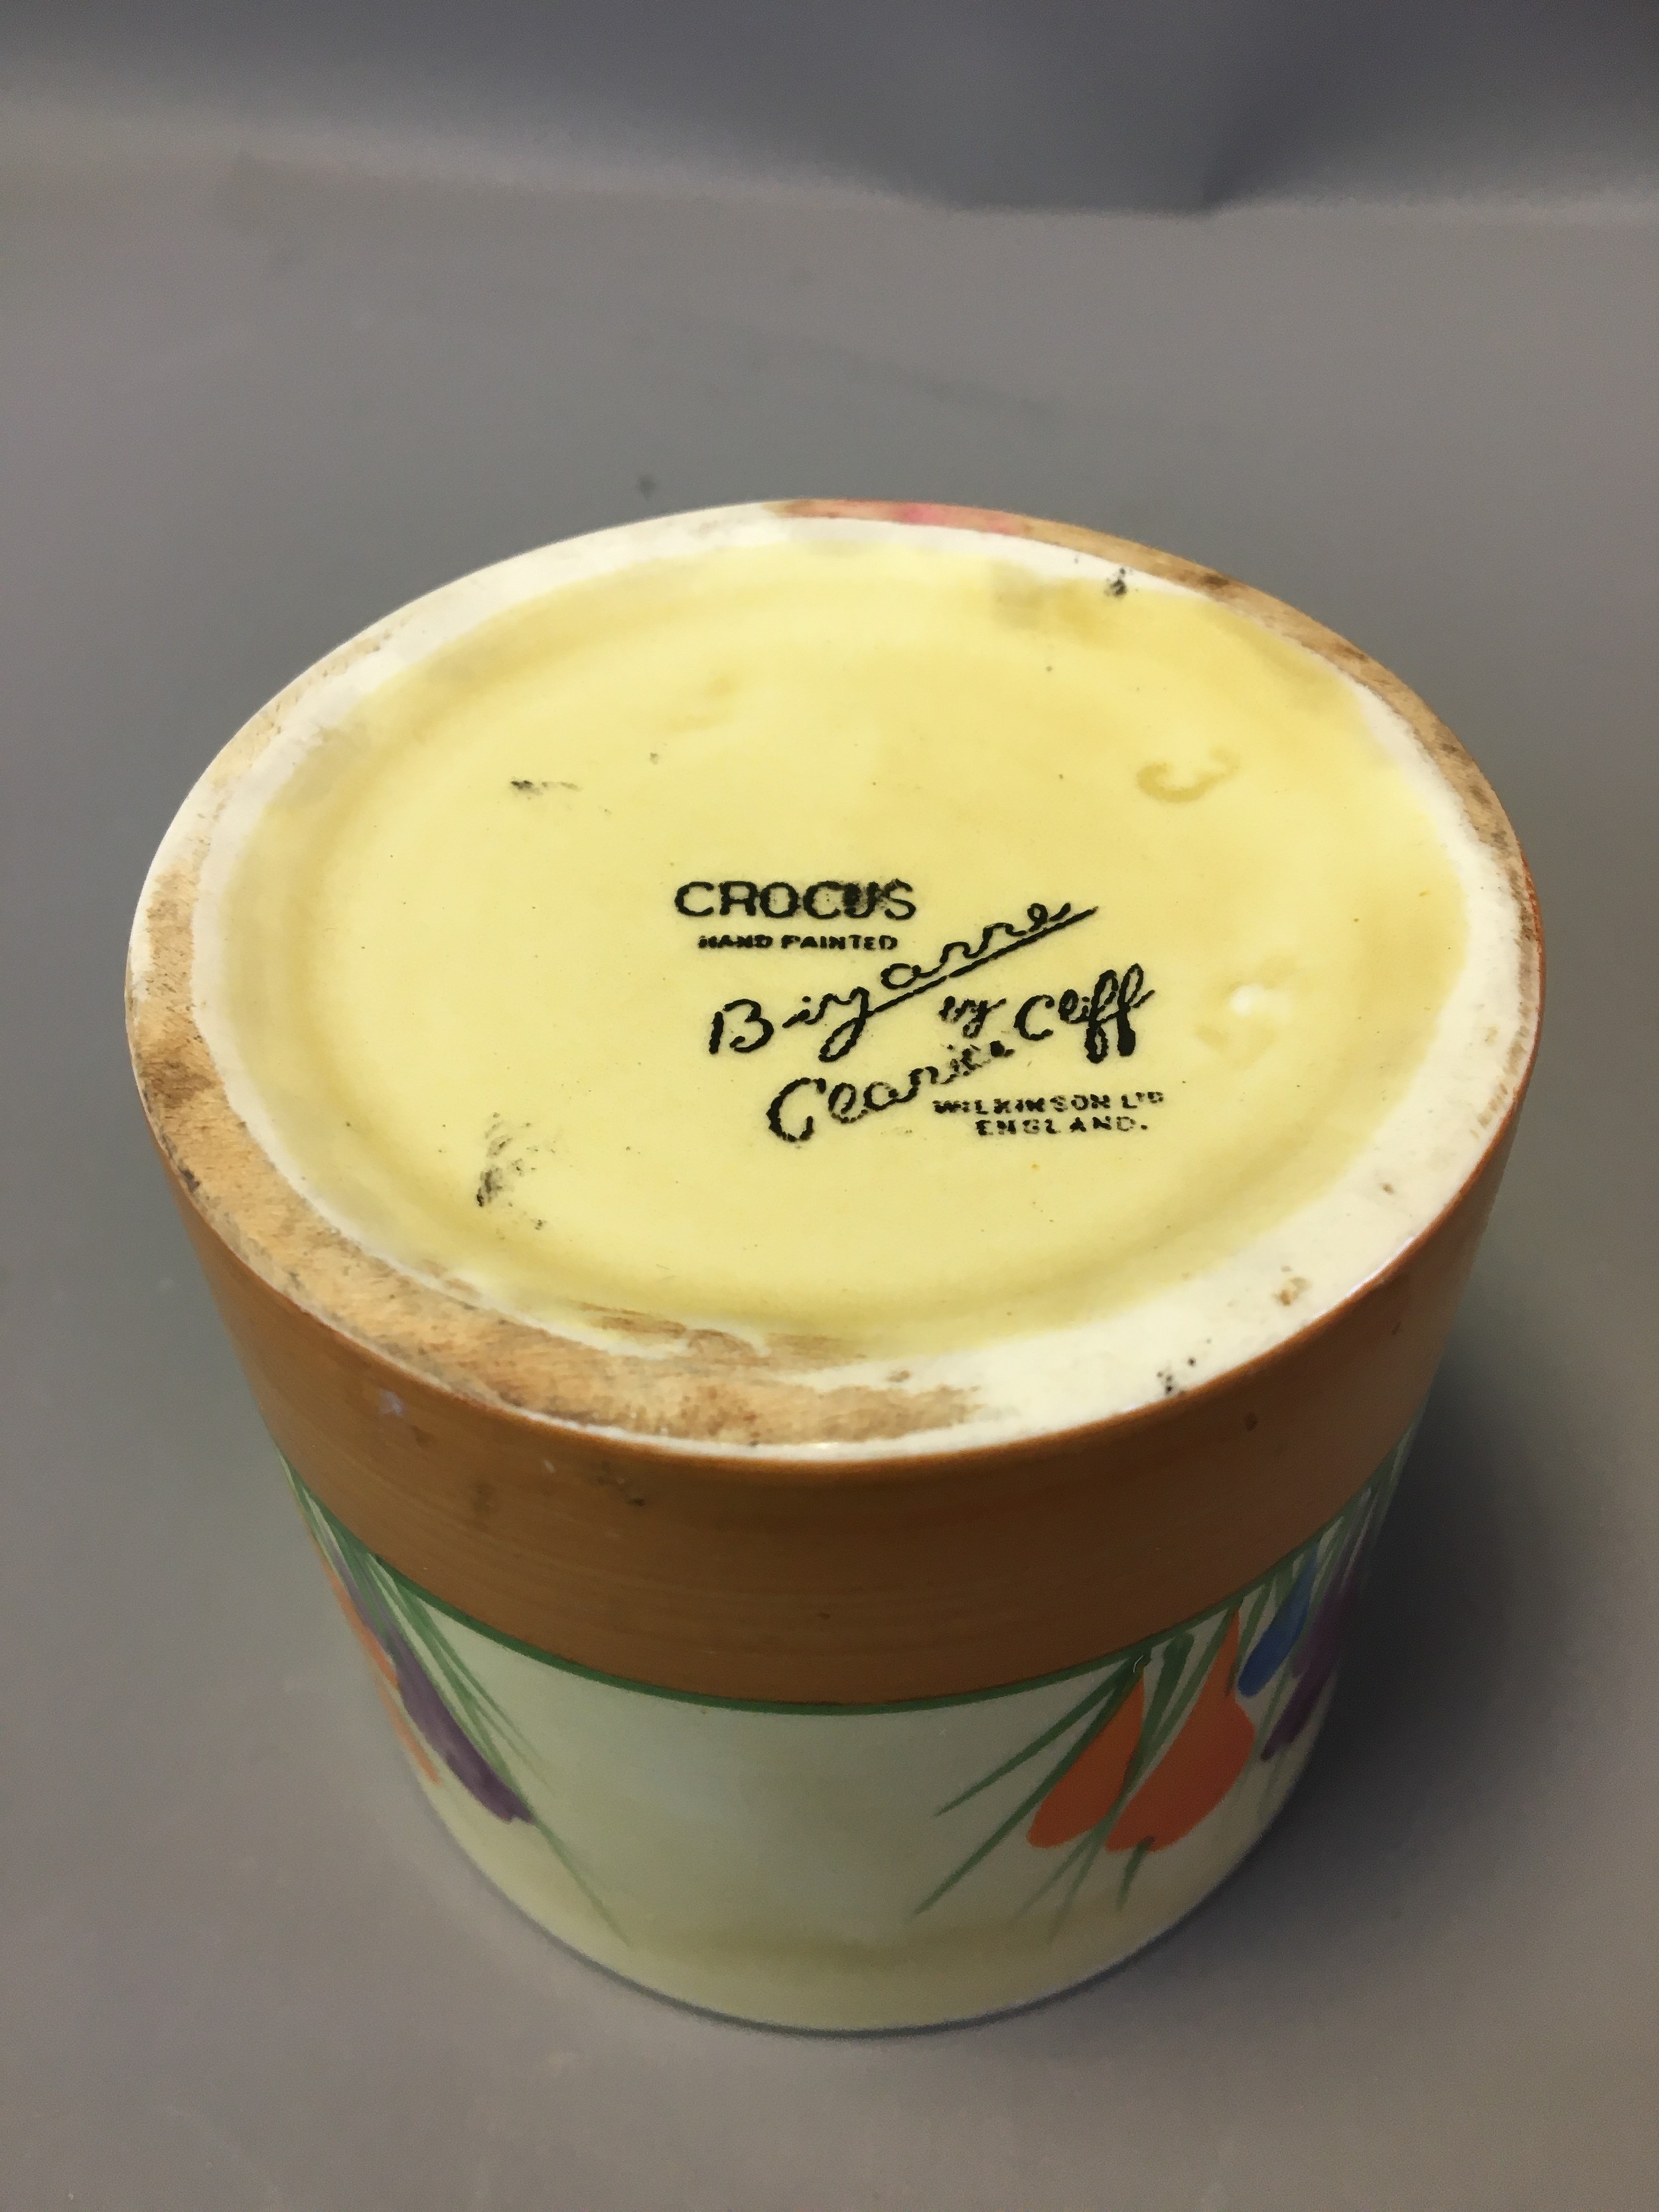 CROCUS
HAND PAINTED
Bizarre
by
Clarice Cliff
WILKINSON LTD
ENGLAND.